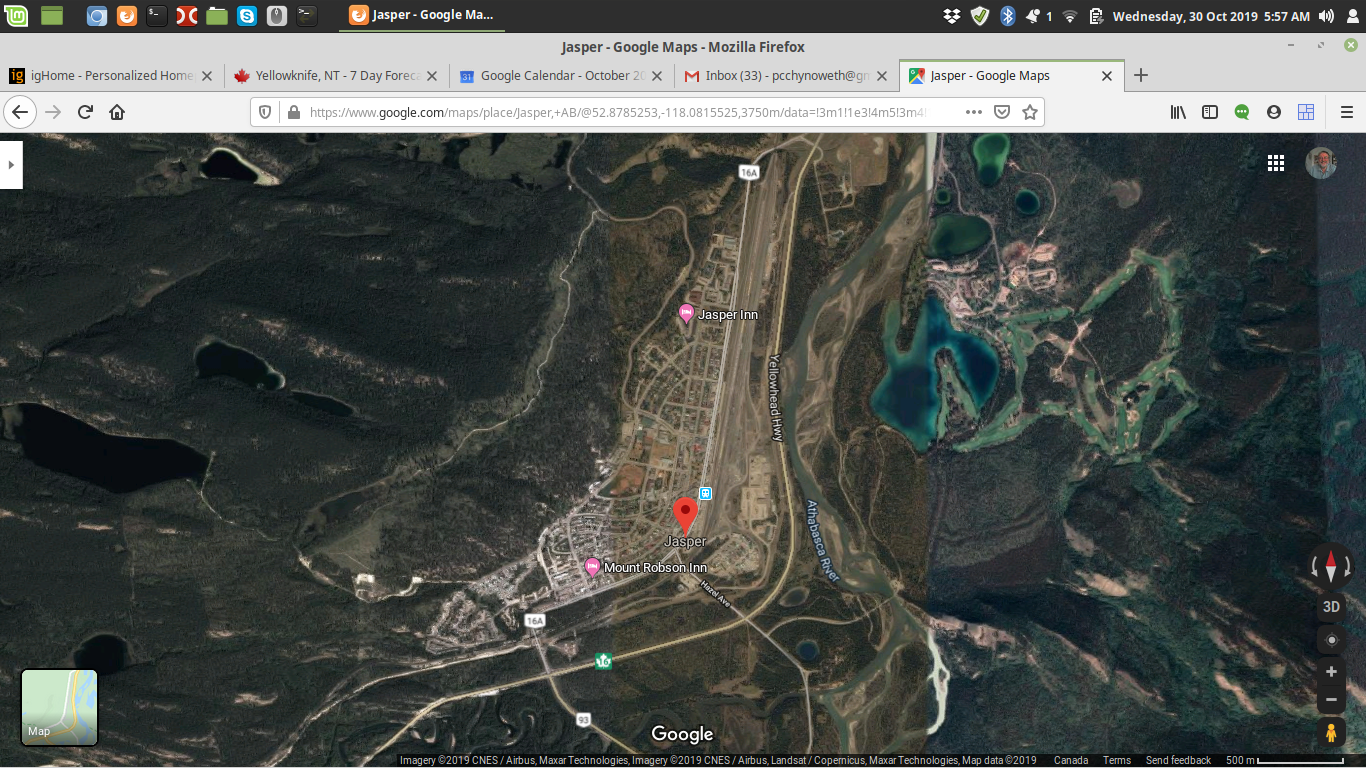 Jasper - Google Ma...
1
Wednesday, 30 Oct 2019 5:57 AM
Jasper - Google Maps - Mozilla Firefox
ig igHome - Personalized Home
Yellowknife, NT - 7 Day Foreca
31 Google Calendar - October 20
Inbox (33) - pcchynoweth@gm
Jasper - Google Maps
https://www.google.com/maps/place/Jasper,+AB/@52.8785253,-118.0815525,3750m/data=!3m1!1e3!4m5!3m4!
16A
Jasper Inn
Yellowhead Hwy
Athabasca River
Jasper
Mount Robson Inn
Hazel Ave
16A
16
93
3D
Map
Google
Imagery ©2019 CNES / Airbus, Maxar Technologies, Imagery ©2019 CNES / Airbus, Landsat / Copernicus, Maxar Technologies, Map data ©2019 Canada Terms Send feedback 500 m